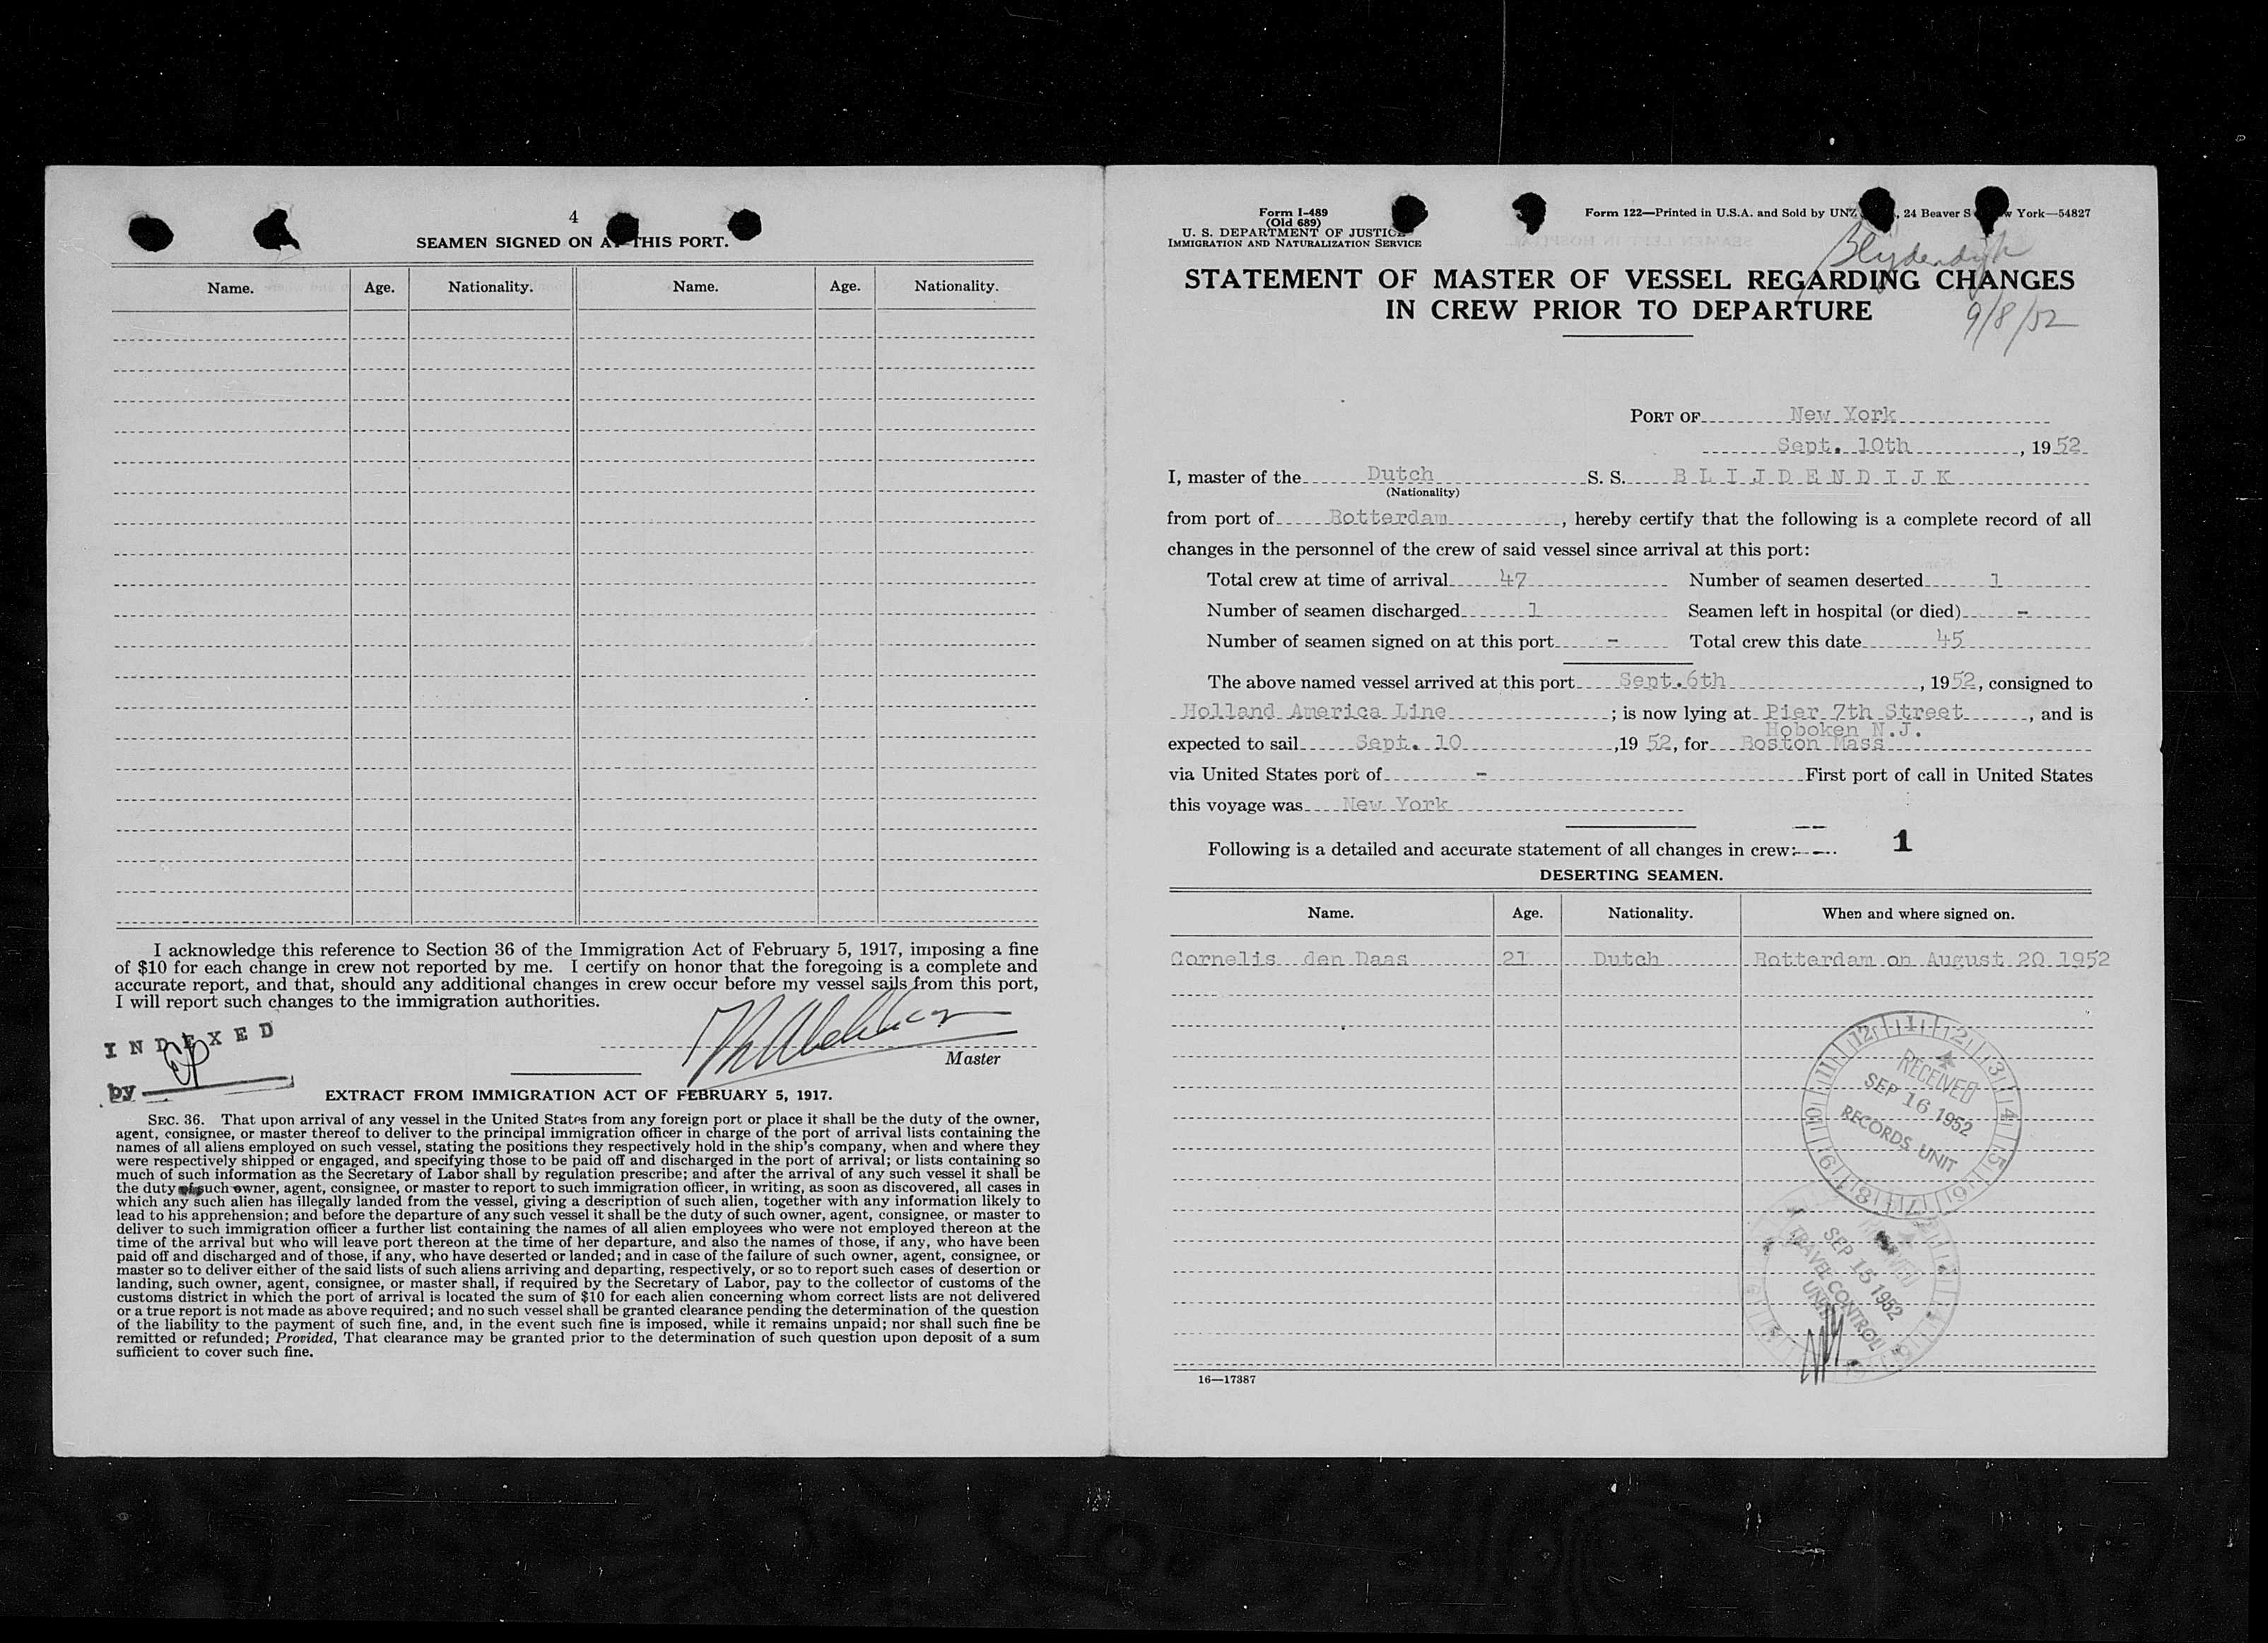 4
SEAMEN SIGNED ON AT THIS PORT.
Name. Age. Nationality. Name. Age. Nationality.
I acknowledge this reference to Section 36 of the Immigration Act of February 5, 1917, imposing a fine
of $10 for each change in crew not reported by me. I certify on honor that the foregoing is a complete and
accurate report, and that, should any additional changes in crew occur before my vessel sails from this port,
I will report such changes to the immigration authorities.
INDEXED
by
Master
EXTRACT FROM IMMIGRATION ACT OF FEBRUARY 5, 1917.
SEC. 36. That upon arrival of any vessel in the United States from any foreign port or place it shall be the duty of the owner,
agent, consignee, or master thereof to deliver to the principal immigration officer in charge of the port of arrival lists containing the
names of all aliens employed on such vessel, stating the positions they respectively hold in the ship's company, when and where they
were respectively shipped or engaged, and specifying those to be paid off and discharged in the port of arrival; or lists containing so
much of such information as the Secretary of Labor shall by regulation prescribe; and after the arrival of any such vessel it shall be
the duty of such owner, agent, consignee, or master to report to such immigration officer, in writing, as soon as discovered, all cases in
which any such alien has illegally landed from the vessel, giving a description of such alien, together with any information likely to
lead to his apprehension; and before the departure of any such vessel it shall be the duty of such owner, agent, consignee, or master to
deliver to such immigration officer a further list containing the names of all alien employees who were not employed thereon at the
time of the arrival but who will leave port thereon at the time of her departure, and also the names of those, if any, who have been
paid off and discharged and of those, if any, who have deserted or landed; and in case of the failure of such owner, agent, consignee, or
master so to deliver either of the said lists of such aliens arriving and departing, respectively, or so to report such cases of desertion or
landing, such owner, agent, consignee, or master shall, if required by the Secretary of Labor, pay to the collector of customs of the
customs district in which the port of arrival is located the sum of $10 for each alien concerning whom correct lists are not delivered
or a true report is not made as above required; and no such vessel shall be granted clearance pending the determination of the question
of the liability to the payment of such fine, and, in the event such fine is imposed, while it remains unpaid; nor shall such fine be
remitted or refunded; Provided, That clearance may be granted prior to the determination of such question upon deposit of a sum
sufficient to cover such fine.
Form I-489
(Old 689)
U. S. DEPARTMENT OF JUSTICE
IMMIGRATION AND NATURALIZATION SERVICE
Form 122—Printed in U.S.A. and Sold by UNZ , 24 Beaver S York—54827
Blijdendijk
9/8/52
STATEMENT OF MASTER OF VESSEL REGARDING CHANGES
IN CREW PRIOR TO DEPARTURE
PORT OF New York
Sept. 10th, 1952
I, master of the Dutch S. S. BLIJDENDIJK
(Nationality)
from port of Rotterdam, hereby certify that the following is a complete record of all
changes in the personnel of the crew of said vessel since arrival at this port:
Total crew at time of arrival 47 Number of seamen deserted 1
Number of seamen discharged 1 Seamen left in hospital (or died) -
Number of seamen signed on at this port - Total crew this date 45
The above named vessel arrived at this port Sept.6th, 1952, consigned to
Holland America Line; is now lying at Pier 7th Street, and is
Hoboken N.J.
expected to sail Sept. 10, 19 52, for Boston Mass
via United States port of - First port of call in United States
this voyage was New York
Following is a detailed and accurate statement of all changes in crew: 1
DESERTING SEAMEN.
Name. Age. Nationality. When and where signed on.
Cornelis den Daas 21 Dutch Rotterdam on August 20 1952
RECEIVED
SEP 16 1952
RECORDS UNIT
RECEIVED
SEP 15 1952
TRAVEL CONTROL
UNIT
16—17387